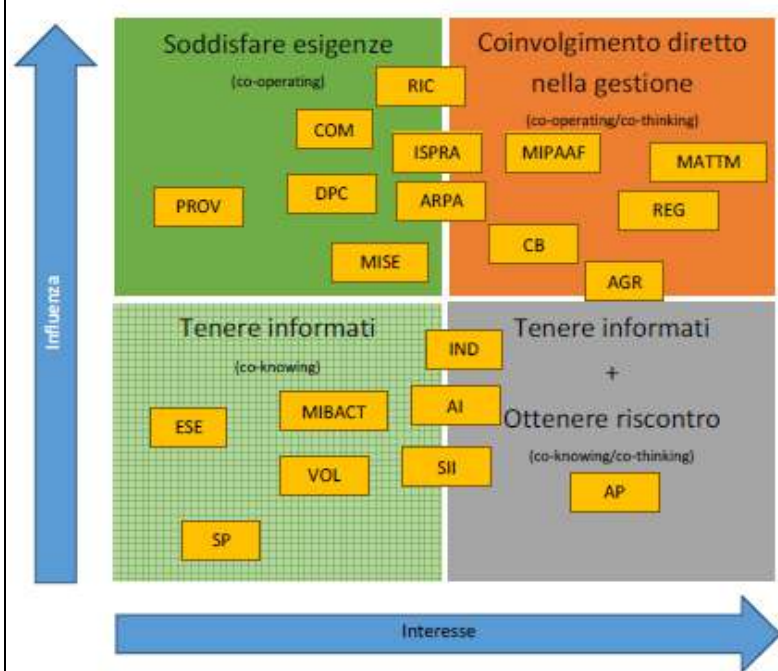 Soddisfare esigenze
(co-operating)
Coinvolgimento diretto
nella gestione
(co-operating/co-thinking)
RIC
COM
ISPRA
MIPAAF
MATTM
PROV
DPC
ARPA
REG
CB
MISE
AGR
Influenza
Tenere informati
(co-knowing)
Tenere informati
+
Ottenere riscontro
(co-knowing/co-thinking)
IND
MIBACT
AI
ESE
VOL
SII
AP
SP
Interesse